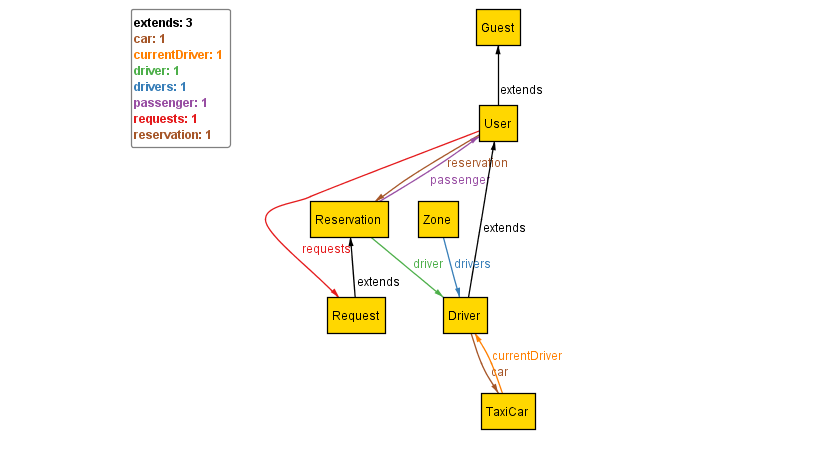 extends: 3
car: 1
currentDriver: 1
driver: 1
drivers: 1
passenger: 1
requests: 1
reservation: 1
Guest
extends
User
reservation
passenger
Reservation
Zone
extends
requests
driver
drivers
extends
Request
Driver
currentDriver
car
TaxiCar